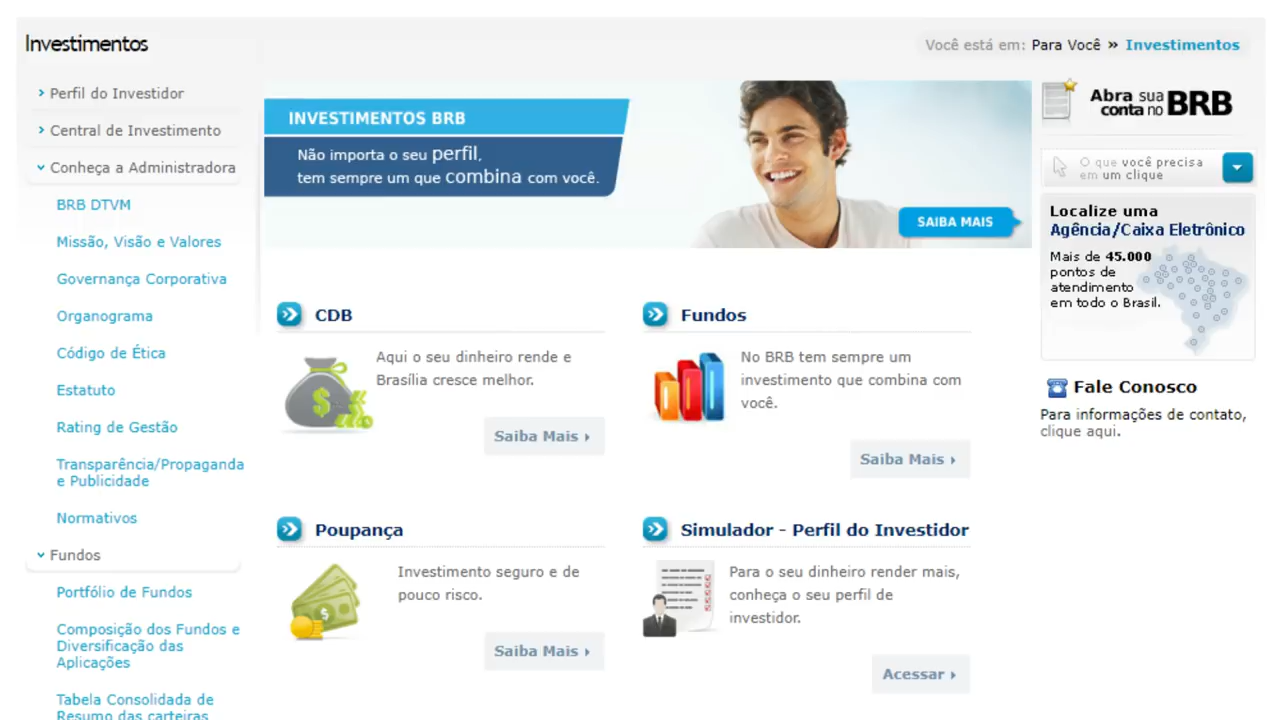 Investimentos
Você está em: Para Você » Investimentos
Perfil do Investidor
Central de Investimento
Conheça a Administradora
BRB DTVM
Missão, Visão e Valores
Governança Corporativa
Organograma
Código de Ética
Estatuto
Rating de Gestão
Transparência/Propaganda
e Publicidade
Normativos
Fundos
Portfólio de Fundos
Composição dos Fundos e
Diversificação das
Aplicações
Tabela Consolidada de
Resumo das carteiras
INVESTIMENTOS BRB
Não importa o seu perfil,
tem sempre um que combina com você.
SAIBA MAIS
CDB
Aqui o seu dinheiro rende e
Brasília cresce melhor.
Saiba Mais
Fundos
No BRB tem sempre um
investimento que combina com
você.
Saiba Mais
Poupança
Investimento seguro e de
pouco risco.
Saiba Mais
Simulador - Perfil do Investidor
Para o seu dinheiro render mais,
conheça o seu perfil de
investidor.
Acessar
Abra sua
conta no BRB
O que você precisa
em um clique
Localize uma
Agência/Caixa Eletrônico
Mais de 45.000
pontos de
atendimento
em todo o Brasil.
Fale Conosco
Para informações de contato,
clique aqui.